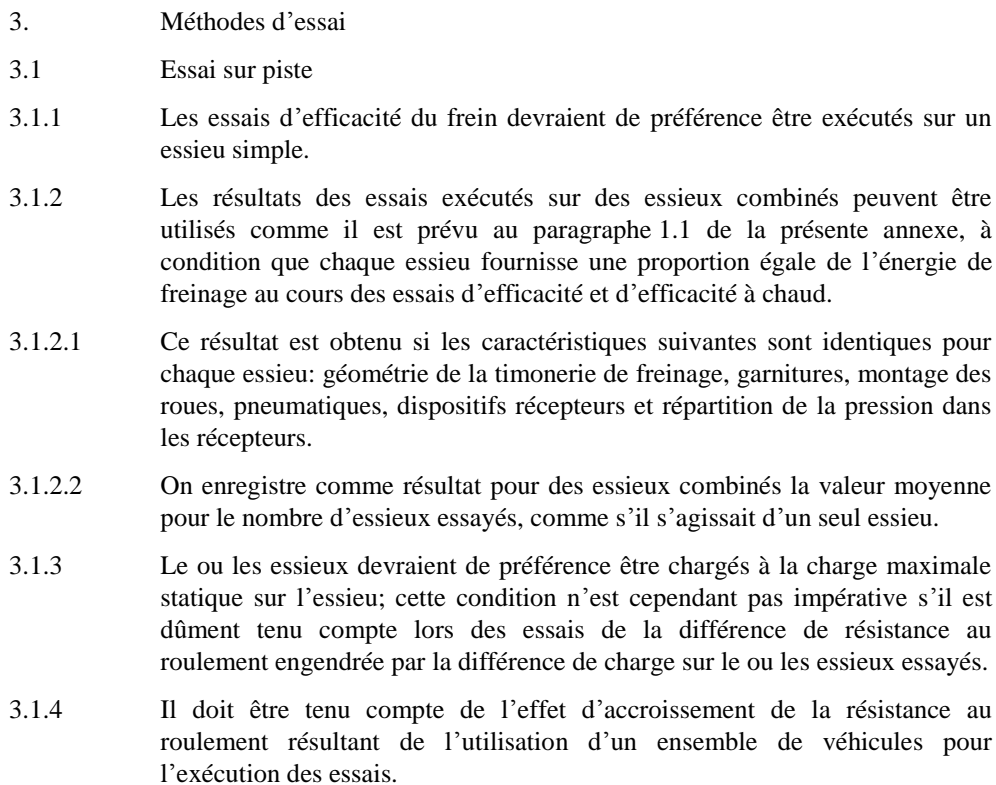 3. Méthodes d’essai
3.1 Essai sur piste
3.1.1 Les essais d’efficacité du frein devraient de préférence être exécutés sur un
essieu simple.
3.1.2 Les résultats des essais exécutés sur des essieux combinés peuvent être
utilisés comme il est prévu au paragraphe 1.1 de la présente annexe, à
condition que chaque essieu fournisse une proportion égale de l’énergie de
freinage au cours des essais d’efficacité et d’efficacité à chaud.
3.1.2.1 Ce résultat est obtenu si les caractéristiques suivantes sont identiques pour
chaque essieu: géométrie de la timonerie de freinage, garnitures, montage des
roues, pneumatiques, dispositifs récepteurs et répartition de la pression dans
les récepteurs.
3.1.2.2 On enregistre comme résultat pour des essieux combinés la valeur moyenne
pour le nombre d’essieux essayés, comme s’il s’agissait d’un seul essieu.
3.1.3 Le ou les essieux devraient de préférence être chargés à la charge maximale
statique sur l’essieu; cette condition n’est cependant pas impérative s’il est
dûment tenu compte lors des essais de la différence de résistance au
roulement engendrée par la différence de charge sur le ou les essieux essayés.
3.1.4 Il doit être tenu compte de l’effet d’accroissement de la résistance au
roulement résultant de l’utilisation d’un ensemble de véhicules pour
l’exécution des essais.